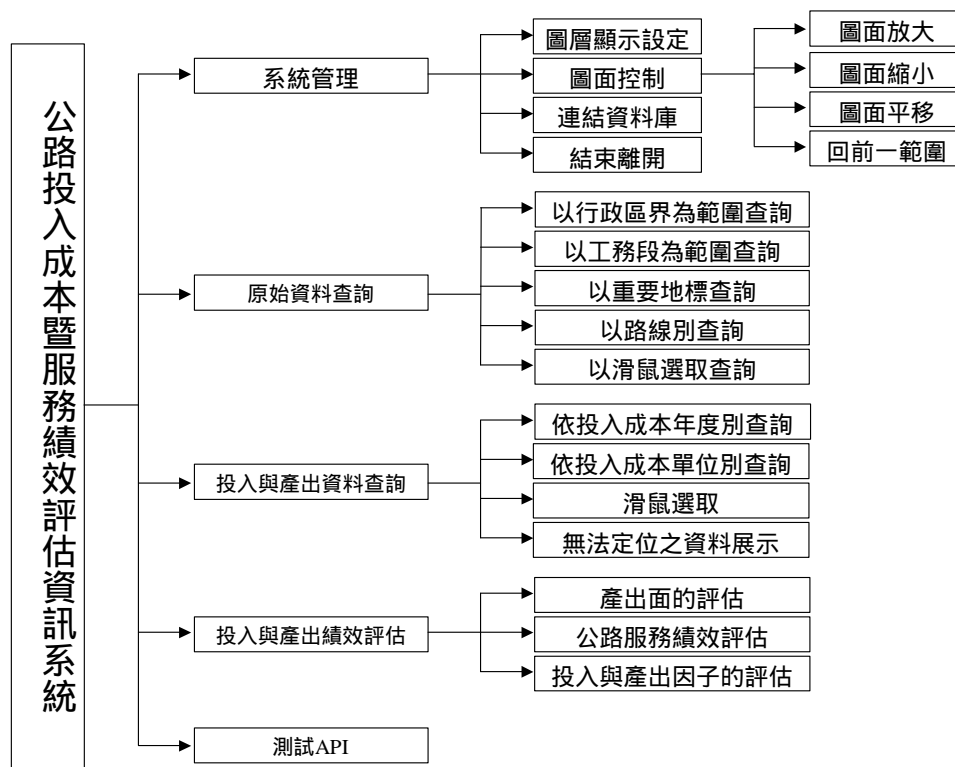 公路投入成本暨服務績效評估資訊系統
系統管理
圖層顯示設定
圖面控制
圖面放大
圖面縮小
圖面平移
回前一範圍
連結資料庫
結束離開
原始資料查詢
以行政區界為範圍查詢
以工務段為範圍查詢
以重要地標查詢
以路線別查詢
以滑鼠選取查詢
投入與產出資料查詢
依投入成本年度別查詢
依投入成本單位別查詢
滑鼠選取
無法定位之資料展示
投入與產出績效評估
產出面的評估
公路服務績效評估
投入與產出因子的評估
測試API